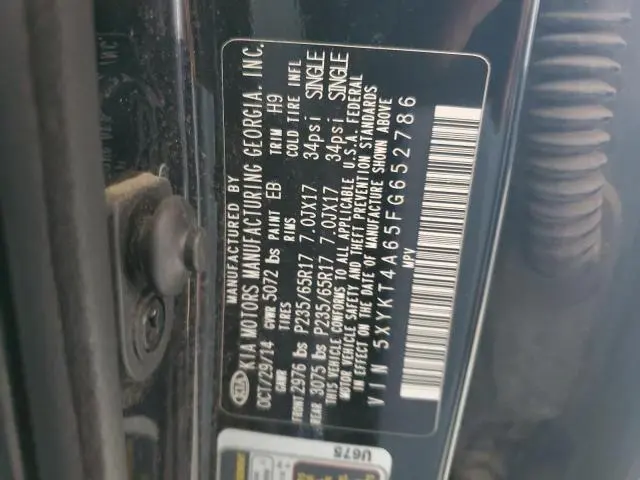 KIA
MANUFACTURED BY
KIA MOTORS MANUFACTURING GEORGIA. INC.
OCT/29/14 GVWR 5072 lbs PAINT EB TRIM H9
GAWR RIMS COLD TIRE INFL
FRONT 2976 lbs P235/65R17 7.0JX17 34psi SINGLE
REAR 3075 lbs P235/65R17 7.0JX17 34psi SINGLE
THIS VEHICLE CONFORMS TO ALL APPLICABLE U.S.A. FEDERAL
MOTOR VEHICLE SAFETY AND THEFT PREVENTION STANDARDS
IN EFFECT ON THE DATE OF MANUFACTURE SHOWN ABOVE
VIN 5XYKT4A65FG652786
MPV
U675